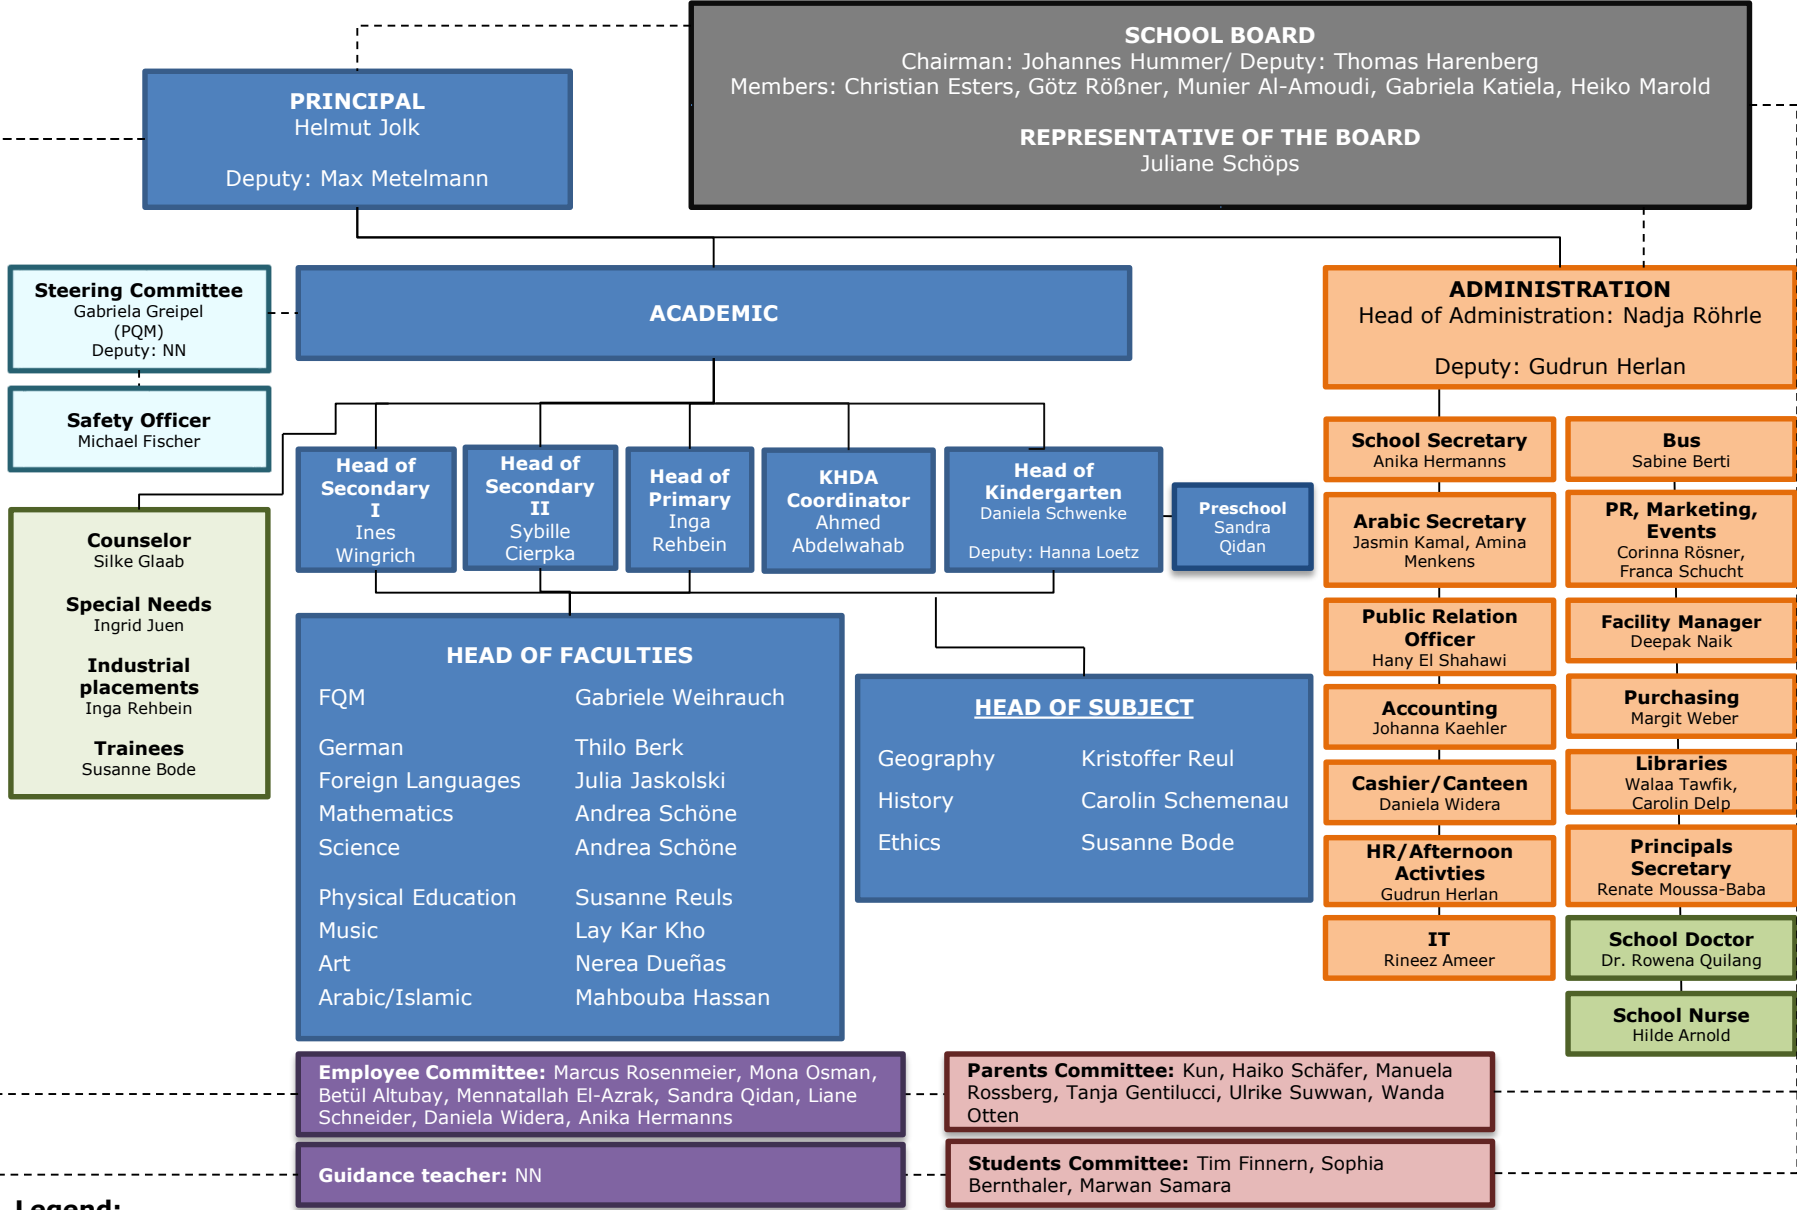 SCHOOL BOARD
Chairman: Johannes Hummer/ Deputy: Thomas Harenberg
Members: Christian Esters, Götz Rößner, Munier Al-Amoudi, Gabriela Katiela, Heiko Marold
REPRESENTATIVE OF THE BOARD
Juliane Schöps
PRINCIPAL
Helmut Jolk
Deputy: Max Metelmann
Steering Committee
Gabriela Greipel
(PQM)
Deputy: NN
Safety Officer
Michael Fischer
ACADEMIC
ADMINISTRATION
Head of Administration: Nadja Röhrle
Deputy: Gudrun Herlan
Counselor
Silke Glaab
Special Needs
Ingrid Juen
Industrial
placements
Inga Rehbein
Trainees
Susanne Bode
Head of
Secondary
I
Ines
Wingrich
Head of
Secondary
II
Sybille
Cierpka
Head of
Primary
Inga
Rehbein
KHDA
Coordinator
Ahmed
Abdelwahab
Head of
Kindergarten
Daniela Schwenke
Deputy: Hanna Loetz
Preschool
Sandra
Qidan
HEAD OF FACULTIES
FQM Gabriele Weihrauch
German Thilo Berk
Foreign Languages Julia Jaskolski
Mathematics Andrea Schöne
Science Andrea Schöne
Physical Education Susanne Reuls
Music Lay Kar Kho
Art Nerea Dueñas
Arabic/Islamic Mahbouba Hassan
HEAD OF SUBJECT
Geography Kristoffer Reul
History Carolin Schemenau
Ethics Susanne Bode
School Secretary
Anika Hermanns
Arabic Secretary
Jasmin Kamal, Amina
Menkens
Public Relation
Officer
Hany El Shahawi
Accounting
Johanna Kaehler
Cashier/Canteen
Daniela Widera
HR/Afternoon
Activties
Gudrun Herlan
IT
Rineez Ameer
Bus
Sabine Berti
PR, Marketing,
Events
Corinna Rösner,
Franca Schucht
Facility Manager
Deepak Naik
Purchasing
Margit Weber
Libraries
Walaa Tawfik,
Carolin Delp
Principals
Secretary
Renate Moussa-Baba
School Doctor
Dr. Rowena Quilang
School Nurse
Hilde Arnold
Employee Committee: Marcus Rosenmeier, Mona Osman,
Betül Altubay, Mennatallah El-Azrak, Sandra Qidan, Liane
Schneider, Daniela Widera, Anika Hermanns
Parents Committee: Kun, Haiko Schäfer, Manuela
Rossberg, Tanja Gentilucci, Ulrike Suwwan, Wanda
Otten
Guidance teacher: NN
Students Committee: Tim Finnern, Sophia
Bernthaler, Marwan Samara
Legend: